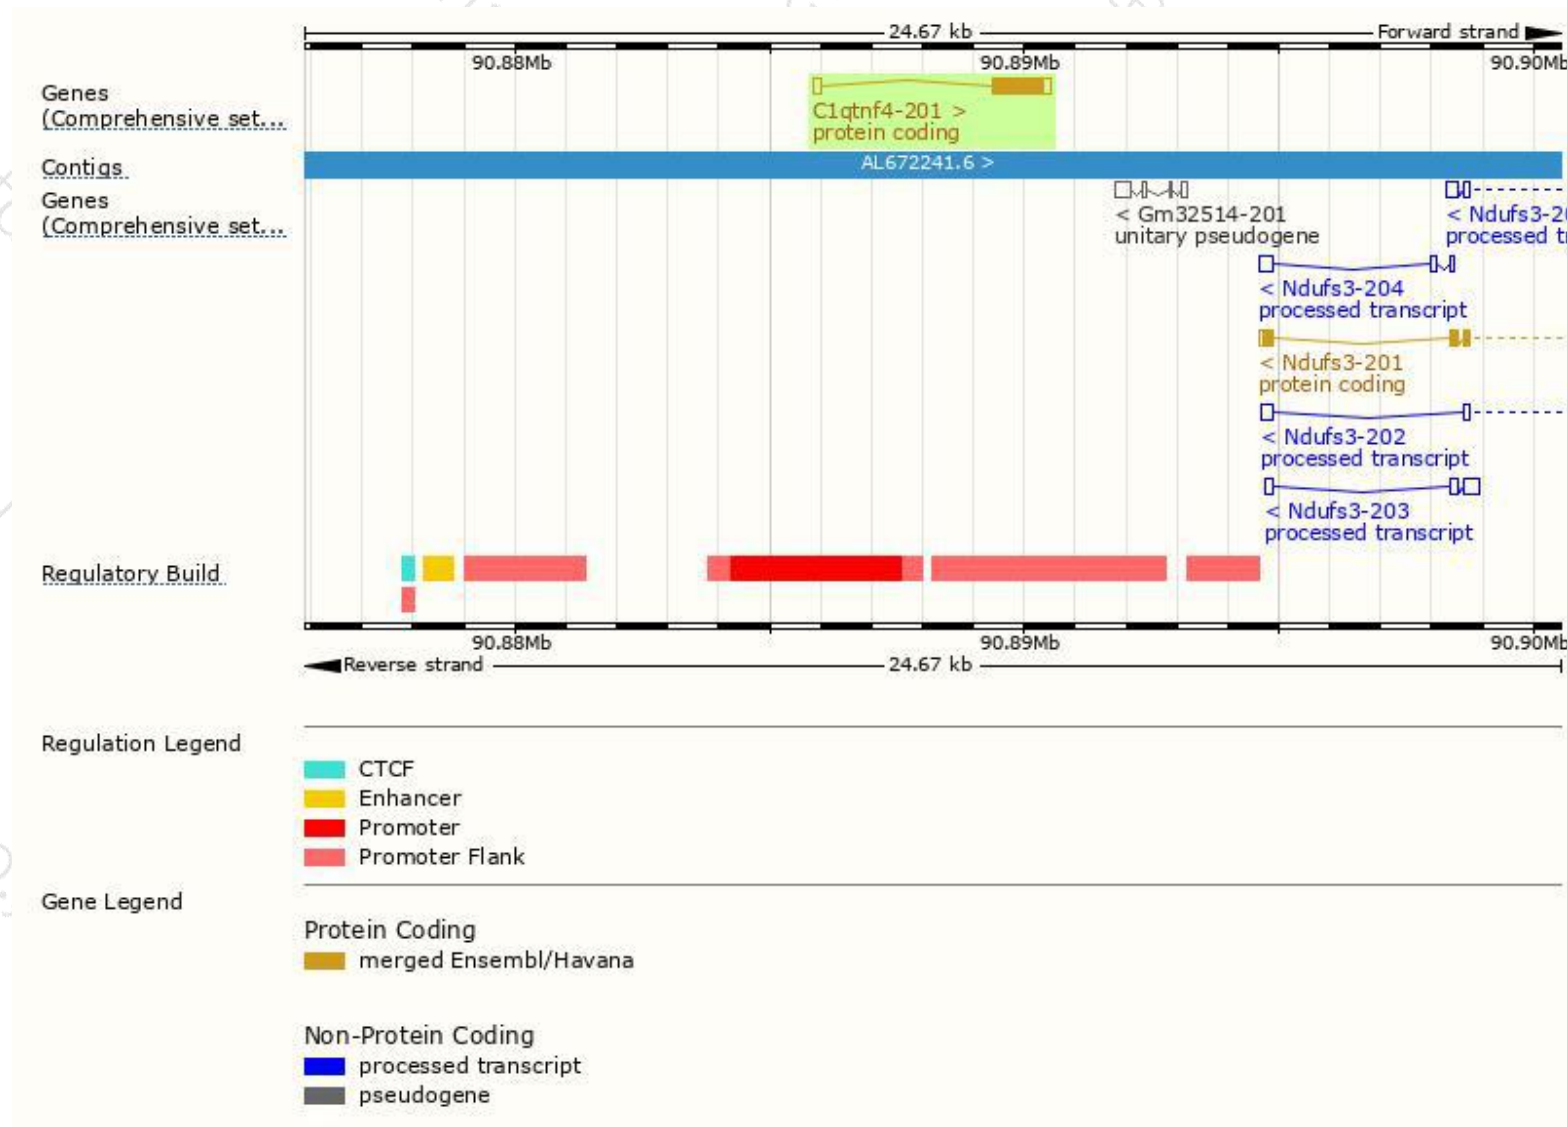 24.67 kb Forward strand
90.88Mb 90.89Mb 90.90Mb
Genes
(Comprehensive set...
C1qtnf4-201 >
protein coding
Contigs
AL672241.6 >
Genes
(Comprehensive set...
< Gm32514-201
unitary pseudogene
< Ndufs3-20
processed tr
< Ndufs3-204
processed transcript
< Ndufs3-201
protein coding
< Ndufs3-202
processed transcript
< Ndufs3-203
processed transcript
Regulatory Build
90.88Mb 90.89Mb 90.90Mb
Reverse strand 24.67 kb
Regulation Legend
CTCF
Enhancer
Promoter
Promoter Flank
Gene Legend
Protein Coding
merged Ensembl/Havana
Non-Protein Coding
processed transcript
pseudogene